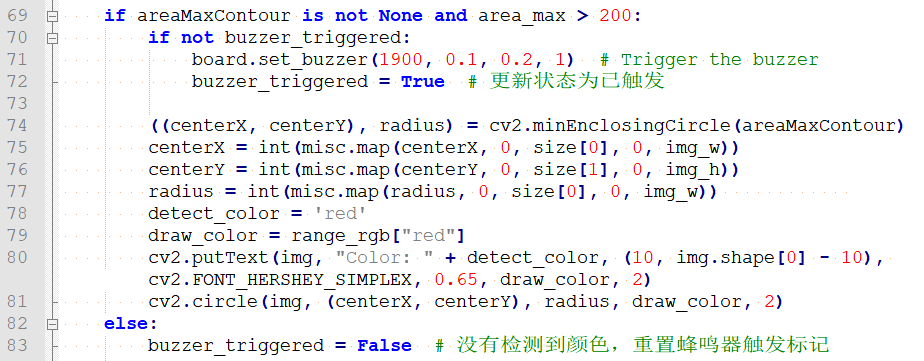 69 if areaMaxContour is not None and area_max > 200:
70 if not buzzer_triggered:
71 board.set_buzzer(1900, 0.1, 0.2, 1)  # Trigger the buzzer
72 buzzer_triggered = True  # 更新状态为已触发
73
74 ((centerX, centerY), radius) = cv2.minEnclosingCircle(areaMaxContour)
75 centerX = int(misc.map(centerX, 0, size[0], 0, img_w))
76 centerY = int(misc.map(centerY, 0, size[1], 0, img_h))
77 radius = int(misc.map(radius, 0, size[0], 0, img_w))
78 detect_color = 'red'
79 draw_color = range_rgb["red"]
80 cv2.putText(img, "Color: " + detect_color, (10, img.shape[0] - 10),
cv2.FONT_HERSHEY_SIMPLEX, 0.65, draw_color, 2)
81 cv2.circle(img, (centerX, centerY), radius, draw_color, 2)
82 else:
83 buzzer_triggered = False  # 没有检测到颜色，重置蜂鸣器触发标记